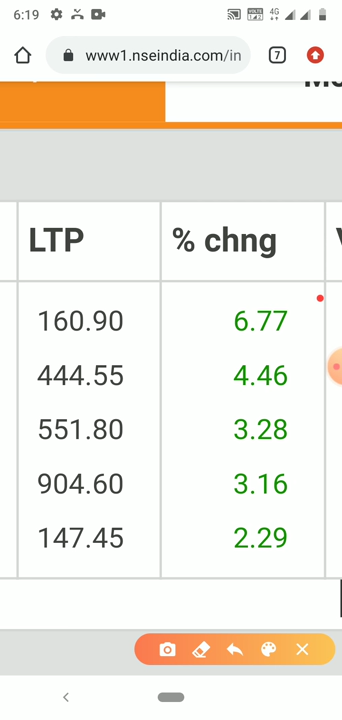 6:19 4G
www1.nseindia.com/in 7
LTP % chng
160.90 6.77
444.55 4.46
551.80 3.28
904.60 3.16
147.45 2.29